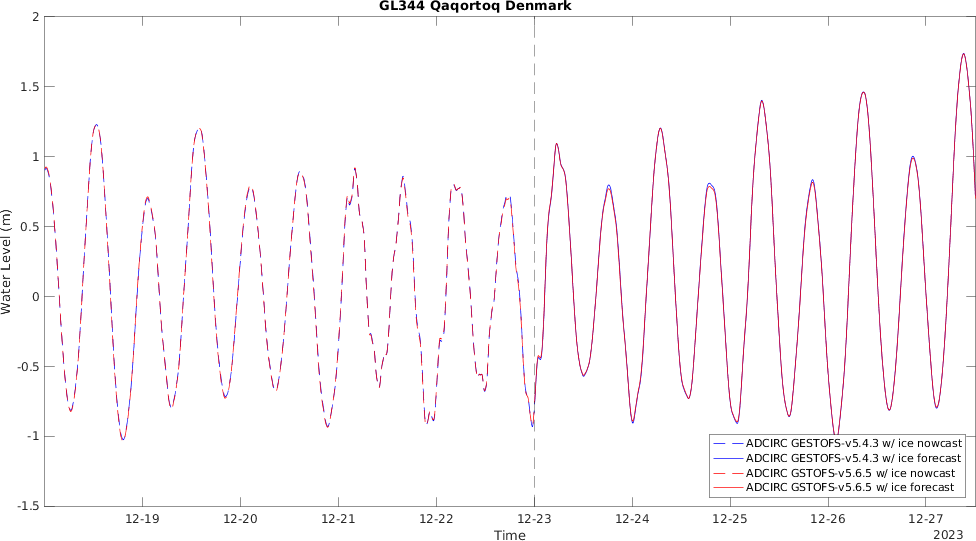 GL344 Qaqortoq Denmark
2
1.5
1
0.5
0
-0.5
-1
-1.5
Water Level (m)
12-19
12-20
12-21
12-22
12-23
12-24
12-25
12-26
12-27
Time
2023
ADCIRC GESTOFS-v5.4.3 w/ ice nowcast
ADCIRC GESTOFS-v5.4.3 w/ ice forecast
ADCIRC GSTOFS-v5.6.5 w/ ice nowcast
ADCIRC GSTOFS-v5.6.5 w/ ice forecast